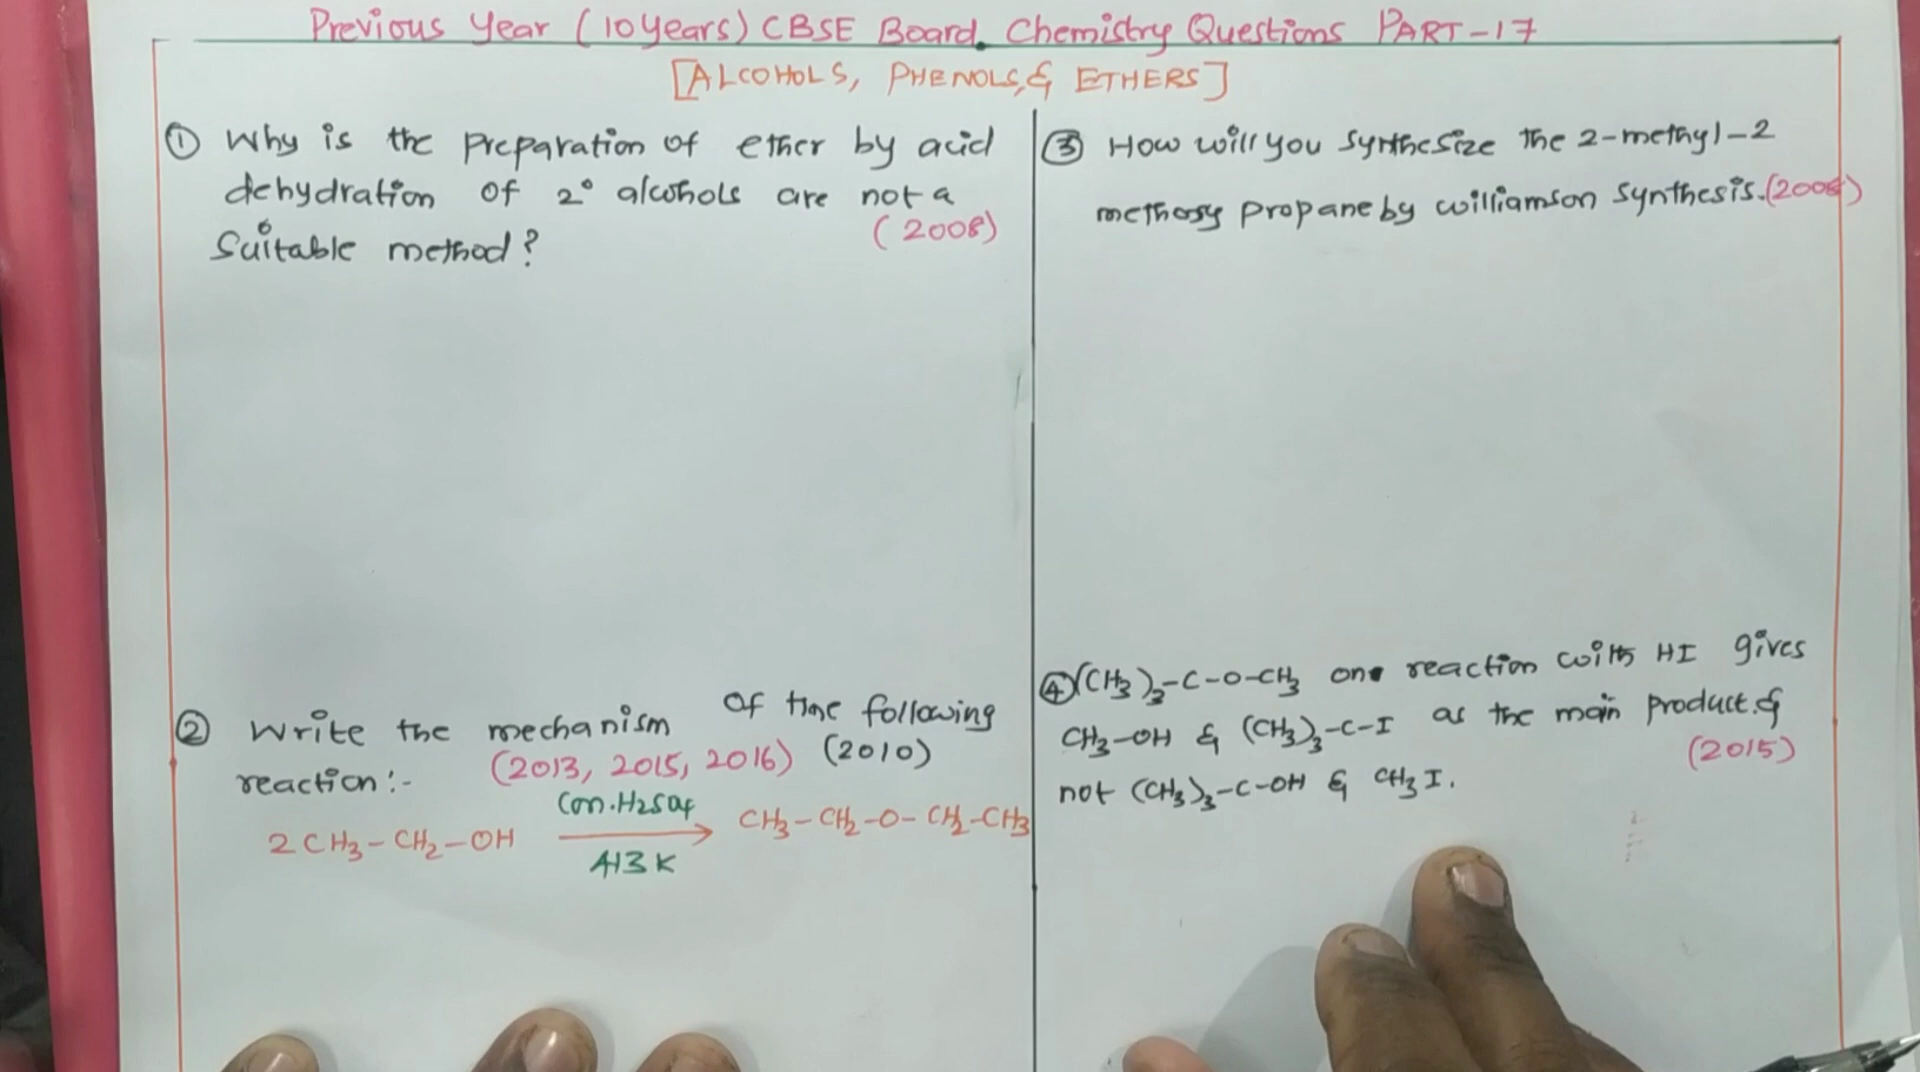 Previous Year (10 years) CBSE Board Chemistry Questions PART-17
[ALCOHOLS, PHENOLS, & ETHERS]
① Why is the preparation of ether by acid
dehydration of 2° alcohols are not a
suitable method? (2008)
② Write the mechanism of the following
reaction:- (2013, 2015, 2016) (2010)
2CH3-CH2-OH con.H2SO4 413K CH3-CH2-O-CH2-CH3
③ How will you synthesize the 2-methyl-2
methoxy propane by williamson synthesis. (2008)
④ (CH3)3-C-O-CH3 on reaction with HI gives
CH3-OH & (CH3)3-C-I as the main product &
(2015)
not (CH3)3-C-OH & CH3I.